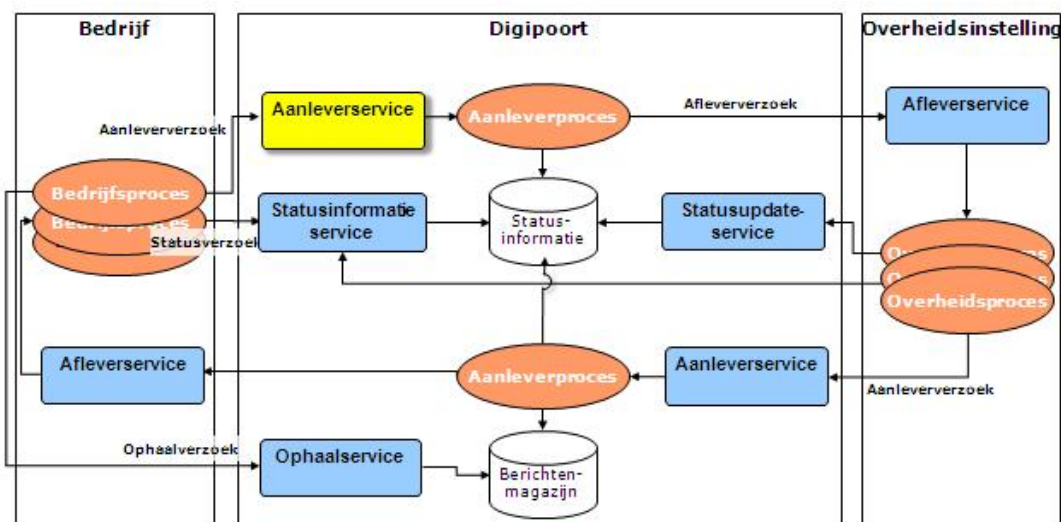 Bedrijf
Digipoort
Overheidsinstelling
Aanleverservice
Aanleverproces
Afleververzoek
Afleverservice
Aanleververzoek
Bedrijfsproces
Bedrijfsproces
Statusverzoek
Statusinformatie
service
Status-
informatie
Statusupdate-
service
Overheidsproces
Afleverservice
Aanleverproces
Aanleverservice
Aanleververzoek
Ophaalverzoek
Ophaalservice
Berichten-
magazijn